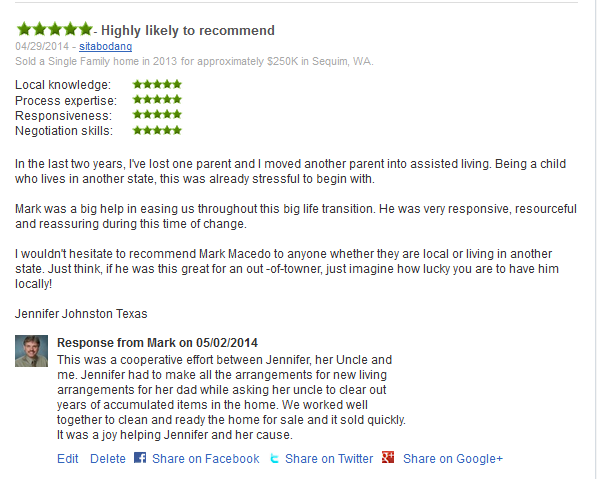 - Highly likely to recommend
04/29/2014 - sitabodang
Sold a Single Family home in 2013 for approximately $250K in Sequim, WA.
Local knowledge:
Process expertise:
Responsiveness:
Negotiation skills:
In the last two years, I've lost one parent and I moved another parent into assisted living. Being a child
who lives in another state, this was already stressful to begin with.
Mark was a big help in easing us throughout this big life transition. He was very responsive, resourceful
and reassuring during this time of change.
I wouldn't hesitate to recommend Mark Macedo to anyone whether they are local or living in another
state. Just think, if he was this great for an out -of-towner, just imagine how lucky you are to have him
locally!
Jennifer Johnston Texas
Response from Mark on 05/02/2014
This was a cooperative effort between Jennifer, her Uncle and
me. Jennifer had to make all the arrangements for new living
arrangements for her dad while asking her uncle to clear out
years of accumulated items in the home. We worked well
together to clean and ready the home for sale and it sold quickly.
It was a joy helping Jennifer and her cause.
Edit Delete Share on Facebook Share on Twitter Share on Google+